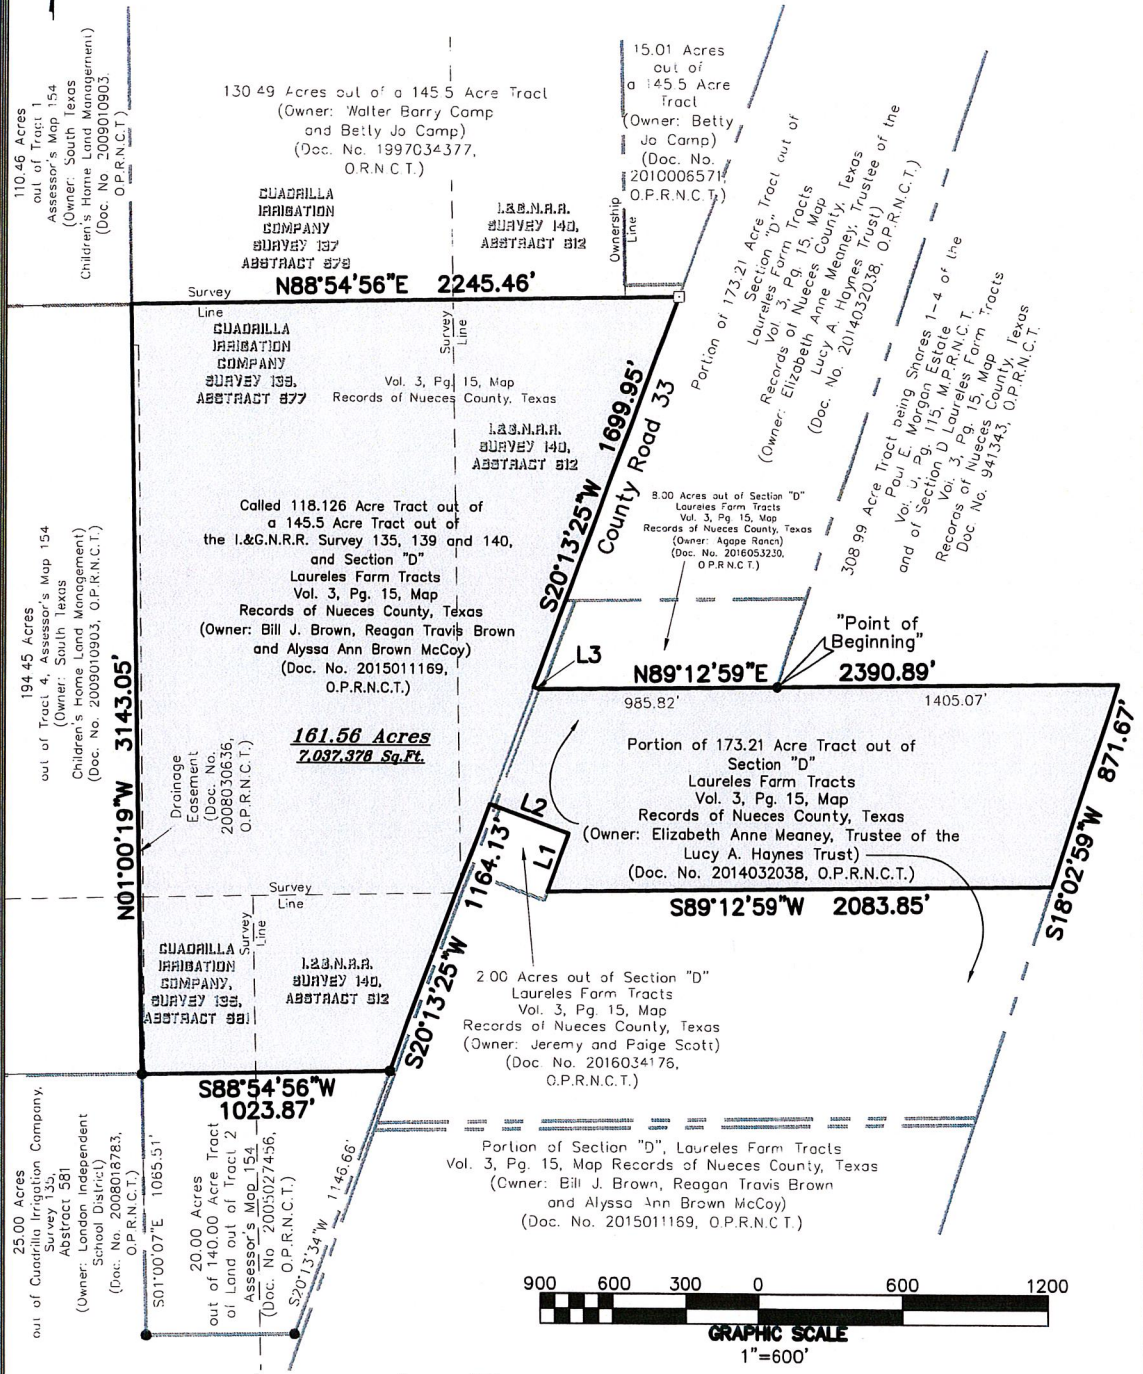 110.46 Acres
out of Tract 1
Assessor's Map 154
(Owner: South Texas
Children's Home Land Management)
(Doc. No. 2009010903.
O.P.R.N.C.T.)
130.49 Acres out of a 145.5 Acre Tract
(Owner: Walter Barry Camp
and Betty Jo Camp)
(Doc. No. 1997034377,
O.R.N.C.T.)
15.01 Acres
out of
a 145.5 Acre
Tract
(Owner: Betty
Jo Camp)
(Doc. No.
2010006571,
O.P.R.N.C.T.)
Ownership
Line
CUADRILLA
IRRIGATION
COMPANY
SURVEY 137
ABSTRACT 579
I.&G.N.R.R.
SURVEY 140,
ABSTRACT 612
Portion of 173.21 Acre Tract out of
Section "D"
Laureles Farm Tracts
Vol. 3, Pg. 15, Map
Records of Nueces County, Texas
(Owner: Elizabeth Anne Meaney, Trustee of the
Lucy A. Haynes Trust)
(Doc. No. 2014032038, O.P.R.N.C.T.)
308.99 Acre Tract being Shares 1-4 of the
Paul E. Morgan Estate
Vol. , Pg. 115, M.P.R.N.C.T.
and of Section D Laureles Farm Tracts
Vol. 3, Pg. 15, Map
Records of Nueces County, Texas
Doc. No. 941343, O.P.R.N.C.T.
N88°54'56"E 2245.46'
Survey
Line
CUADRILLA
IRRIGATION
COMPANY
SURVEY 139,
ABSTRACT 577
Survey
Line
Vol. 3, Pg. 15, Map
Records of Nueces County, Texas
I.&G.N.R.R.
SURVEY 140,
ABSTRACT 612
S20°13'25"W 1699.95'
County Road 33
8.00 Acres out of Section "D"
Laureles Farm Tracts
Vol. 3, Pg. 15, Map
Records of Nueces County, Texas
(Owner: Agape Ranch)
(Doc. No. 2016053230,
O.P.R.N.C.T.)
Called 118.126 Acre Tract out of
a 145.5 Acre Tract out of
the I.&G.N.R.R. Survey 135, 139 and 140,
and Section "D"
Laureles Farm Tracts
Vol. 3, Pg. 15, Map
Records of Nueces County, Texas
(Owner: Bill J. Brown, Reagan Travis Brown
and Alyssa Ann Brown McCoy)
(Doc. No. 2015011169,
O.P.R.N.C.T.)
194.45 Acres
out of Tract 4, Assessor's Map 154
(Owner: South Texas
Children's Home Land Management)
(Doc. No. 2009010903, O.P.R.N.C.T.)
N01°00'19"W 3143.05'
161.56 Acres
7,037,378 Sq.Ft.
Drainage
Easement
(Doc. No.
2008030636,
O.P.R.N.C.T.)
"Point of
Beginning"
L3
N89°12'59"E 2390.89'
985.82'
1405.07'
S18°02'59"W 871.67'
Portion of 173.21 Acre Tract out of
Section "D"
Laureles Farm Tracts
Vol. 3, Pg. 15, Map
Records of Nueces County, Texas
(Owner: Elizabeth Anne Meaney, Trustee of the
Lucy A. Haynes Trust)
(Doc. No. 2014032038, O.P.R.N.C.T.)
L2
L1
S89°12'59"W 2083.85'
S20°13'25"W 1164.13'
Survey
Line
Survey
Line
CUADRILLA
IRRIGATION
COMPANY,
SURVEY 135,
ABSTRACT 581
I.&G.N.R.R.
SURVEY 140,
ABSTRACT 612
2.00 Acres out of Section "D"
Laureles Farm Tracts
Vol. 3, Pg. 15, Map
Records of Nueces County, Texas
(Owner: Jeremy and Paige Scott)
(Doc. No. 2016034176,
O.P.R.N.C.T.)
S88°54'56"W
1023.87'
25.00 Acres
out of Cuadrilla Irrigation Company,
Survey 135,
Abstract 581
(Owner: London Independent
School District)
(Doc. No. 2008018783,
O.P.R.N.C.T.)
S01°00'07"E 1065.51'
20.00 Acres
out of 140.00 Acre Tract
of Land out of Tract 2
Assessor's Map 154
(Doc. No 2005027456,
O.P.R.N.C.T.)
S20°13'34"W 1146.66'
Portion of Section "D", Laureles Farm Tracts
Vol. 3, Pg. 15, Map Records of Nueces County, Texas
(Owner: Bill J. Brown, Reagan Travis Brown
and Alyssa Ann Brown McCoy)
(Doc. No. 2015011169, O.P.R.N.C.T.)
900 600 300 0 600 1200
GRAPHIC SCALE
1"=600'